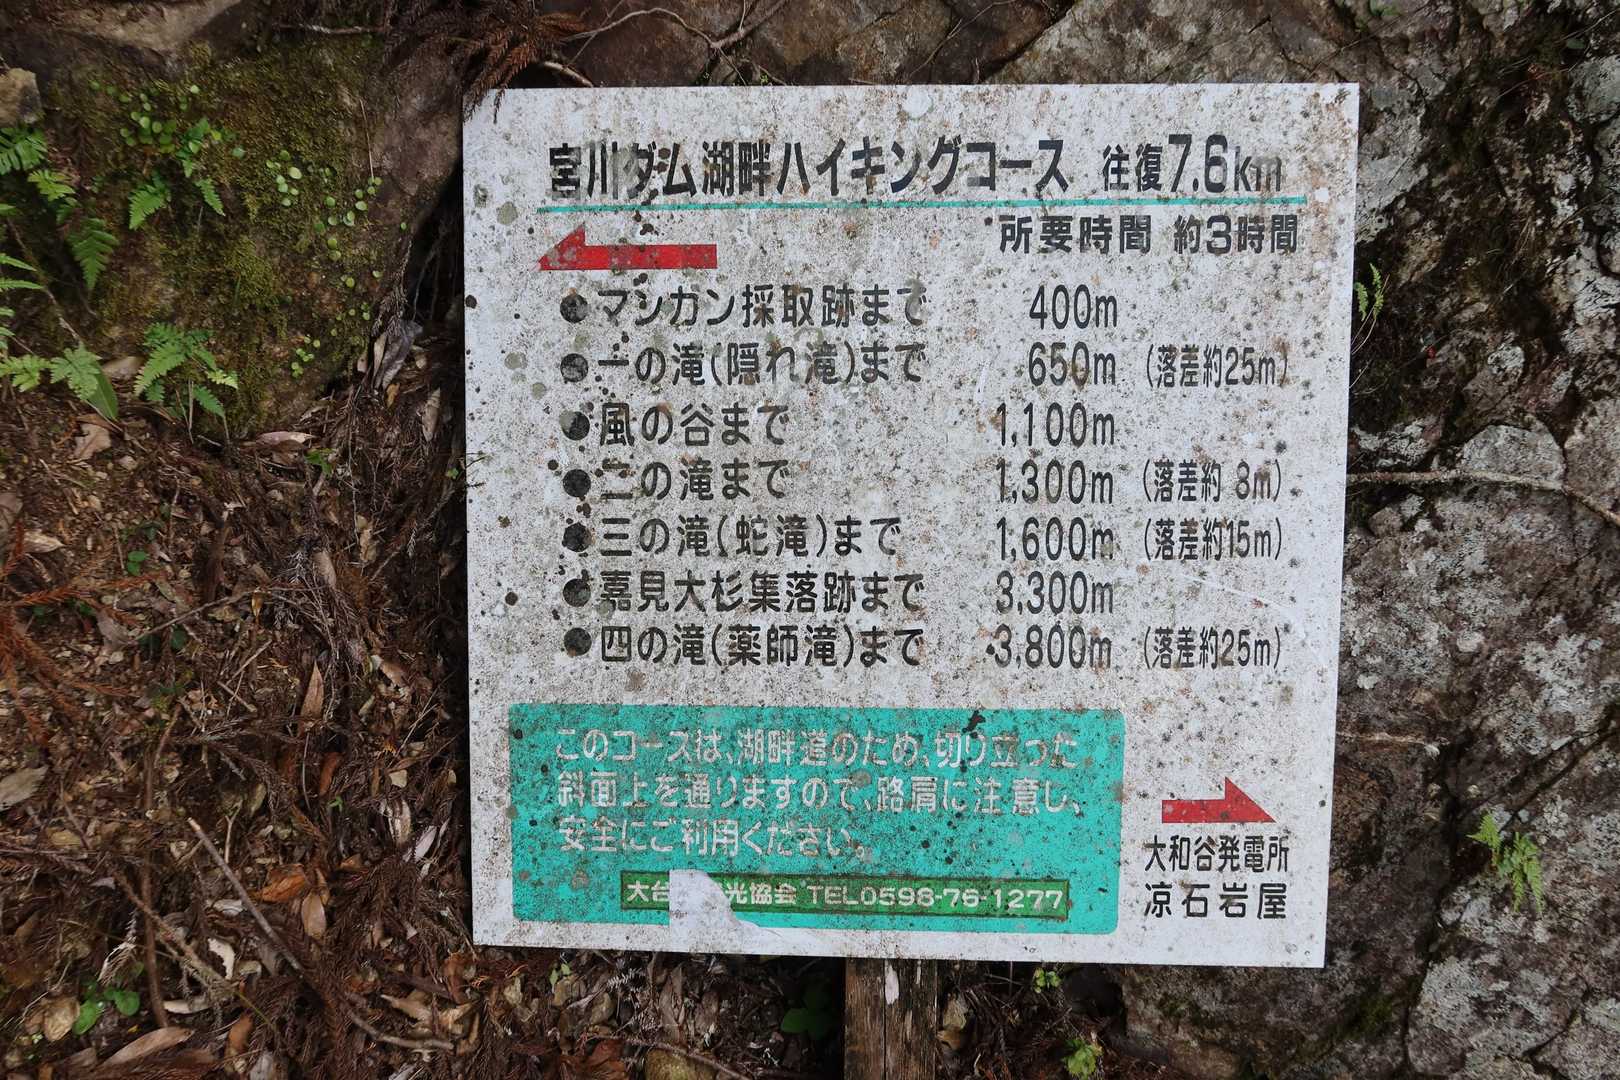 宮川ダム湖畔ハイキングコース 往復7.6km
所要時間 約3時間
●マンガン採取跡まで 400m
●一の滝(隠れ滝)まで 650m (落差約25m)
●風の谷まで 1,100m
●二の滝まで 1,300m (落差約 8m)
●三の滝(蛇滝)まで 1,600m (落差約15m)
●嘉見大杉集落跡まで 3,300m
●四の滝(薬師滝)まで 3,800m (落差約25m)
このコースは、湖畔道のため、切り立った
斜面上を通りますので、路肩に注意し、
安全にご利用ください。
大台 光協会 TEL0598-76-1277
大和谷発電所
凉石岩屋